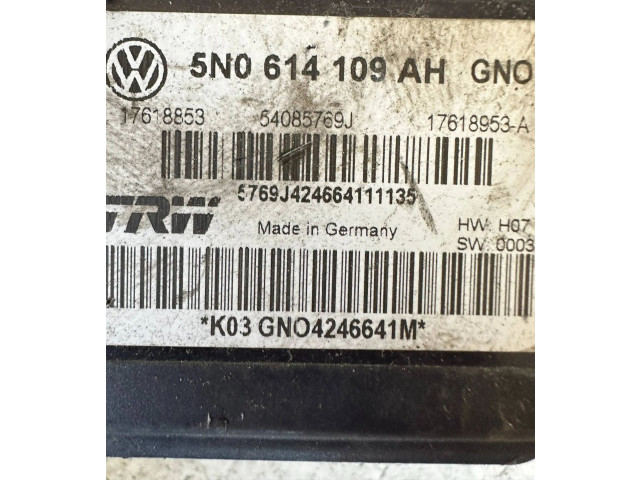 5N0 614 109 AH GNO
17618853 54085769J 17618953-A
5769J424664111135
TRW Made in Germany HW: H07
SW: 0003
*K03 GNO4246641M*